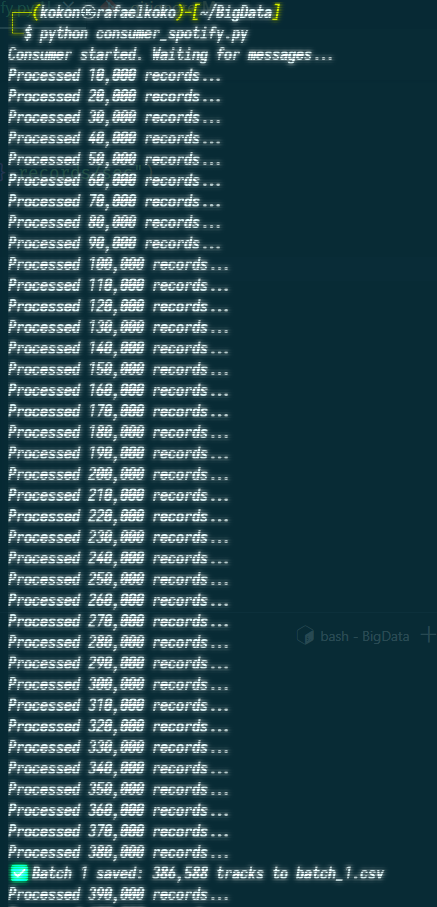 (kokon㉿rafaelkoko)-[~/BigData]
$ python consumer_spotify.py
Consumer started. Waiting for messages...
Processed 10,000 records...
Processed 20,000 records...
Processed 30,000 records...
Processed 40,000 records...
Processed 50,000 records...
Processed 60,000 records...
Processed 70,000 records...
Processed 80,000 records...
Processed 90,000 records...
Processed 100,000 records...
Processed 110,000 records...
Processed 120,000 records...
Processed 130,000 records...
Processed 140,000 records...
Processed 150,000 records...
Processed 160,000 records...
Processed 170,000 records...
Processed 180,000 records...
Processed 190,000 records...
Processed 200,000 records...
Processed 210,000 records...
Processed 220,000 records...
Processed 230,000 records...
Processed 240,000 records...
Processed 250,000 records...
Processed 260,000 records...
Processed 270,000 records...
Processed 280,000 records...
bash - BigData
Processed 290,000 records...
Processed 300,000 records...
Processed 310,000 records...
Processed 320,000 records...
Processed 330,000 records...
Processed 340,000 records...
Processed 350,000 records...
Processed 360,000 records...
Processed 370,000 records...
Processed 380,000 records...
✅ Batch 1 saved: 386,588 tracks to batch_1.csv
Processed 390,000 records...